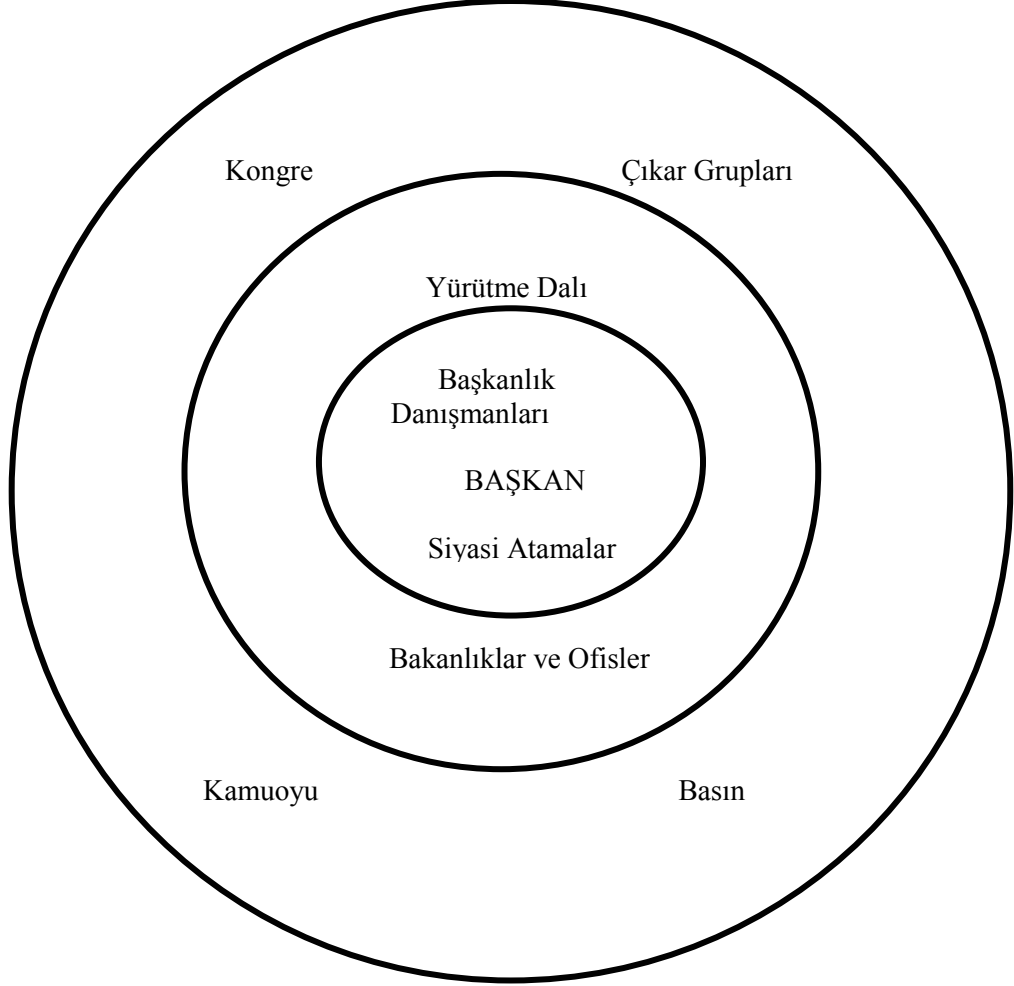 Kongre
Çıkar Grupları
Yürütme Dalı
Başkanlık
Danışmanları
BAŞKAN
Siyasi Atamalar
Bakanlıklar ve Ofisler
Kamuoyu
Basın